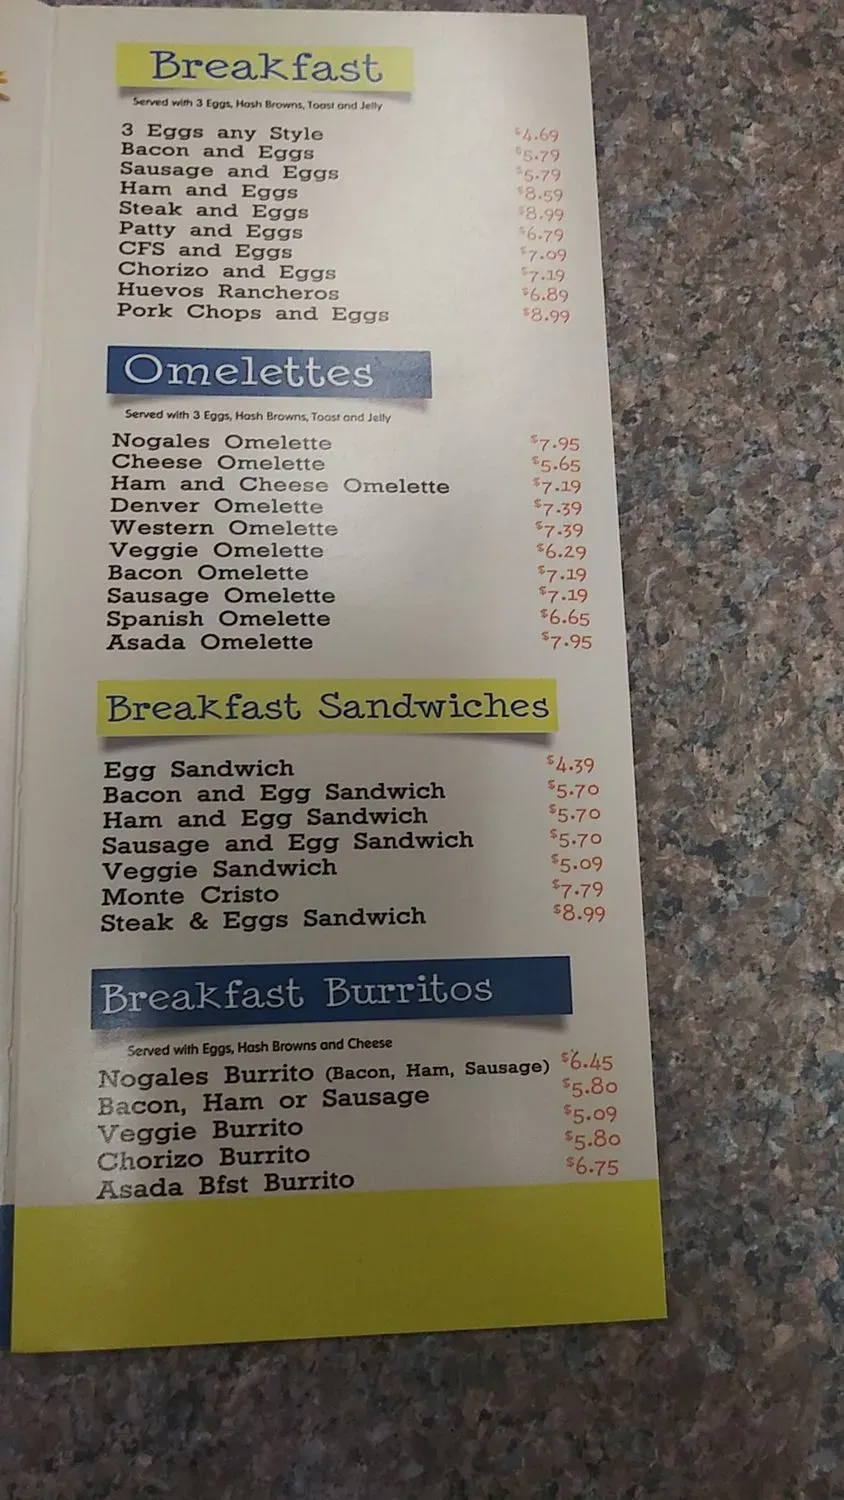 Breakfast
Served with 3 Eggs, Hash Browns, Toast and Jelly
3 Eggs any Style $4.69
Bacon and Eggs $5.79
Sausage and Eggs $5.79
Ham and Eggs $8.59
Steak and Eggs $8.99
Patty and Eggs $6.79
CFS and Eggs $7.09
Chorizo and Eggs $7.19
Huevos Rancheros $6.89
Pork Chops and Eggs $8.99
Omelettes
Served with 3 Eggs, Hash Browns, Toast and Jelly
Nogales Omelette $7.95
Cheese Omelette $5.65
Ham and Cheese Omelette $7.19
Denver Omelette $7.39
Western Omelette $7.39
Veggie Omelette $6.29
Bacon Omelette $7.19
Sausage Omelette $7.19
Spanish Omelette $6.65
Asada Omelette $7.95
Breakfast Sandwiches
Egg Sandwich $4.39
Bacon and Egg Sandwich $5.70
Ham and Egg Sandwich $5.70
Sausage and Egg Sandwich $5.70
Veggie Sandwich $5.09
Monte Cristo $7.79
Steak & Eggs Sandwich $8.99
Breakfast Burritos
Served with Eggs, Hash Browns and Cheese
Nogales Burrito (Bacon, Ham, Sausage) $6.45
Bacon, Ham or Sausage $5.80
Veggie Burrito $5.09
Chorizo Burrito $5.80
Asada Bfst Burrito $6.75